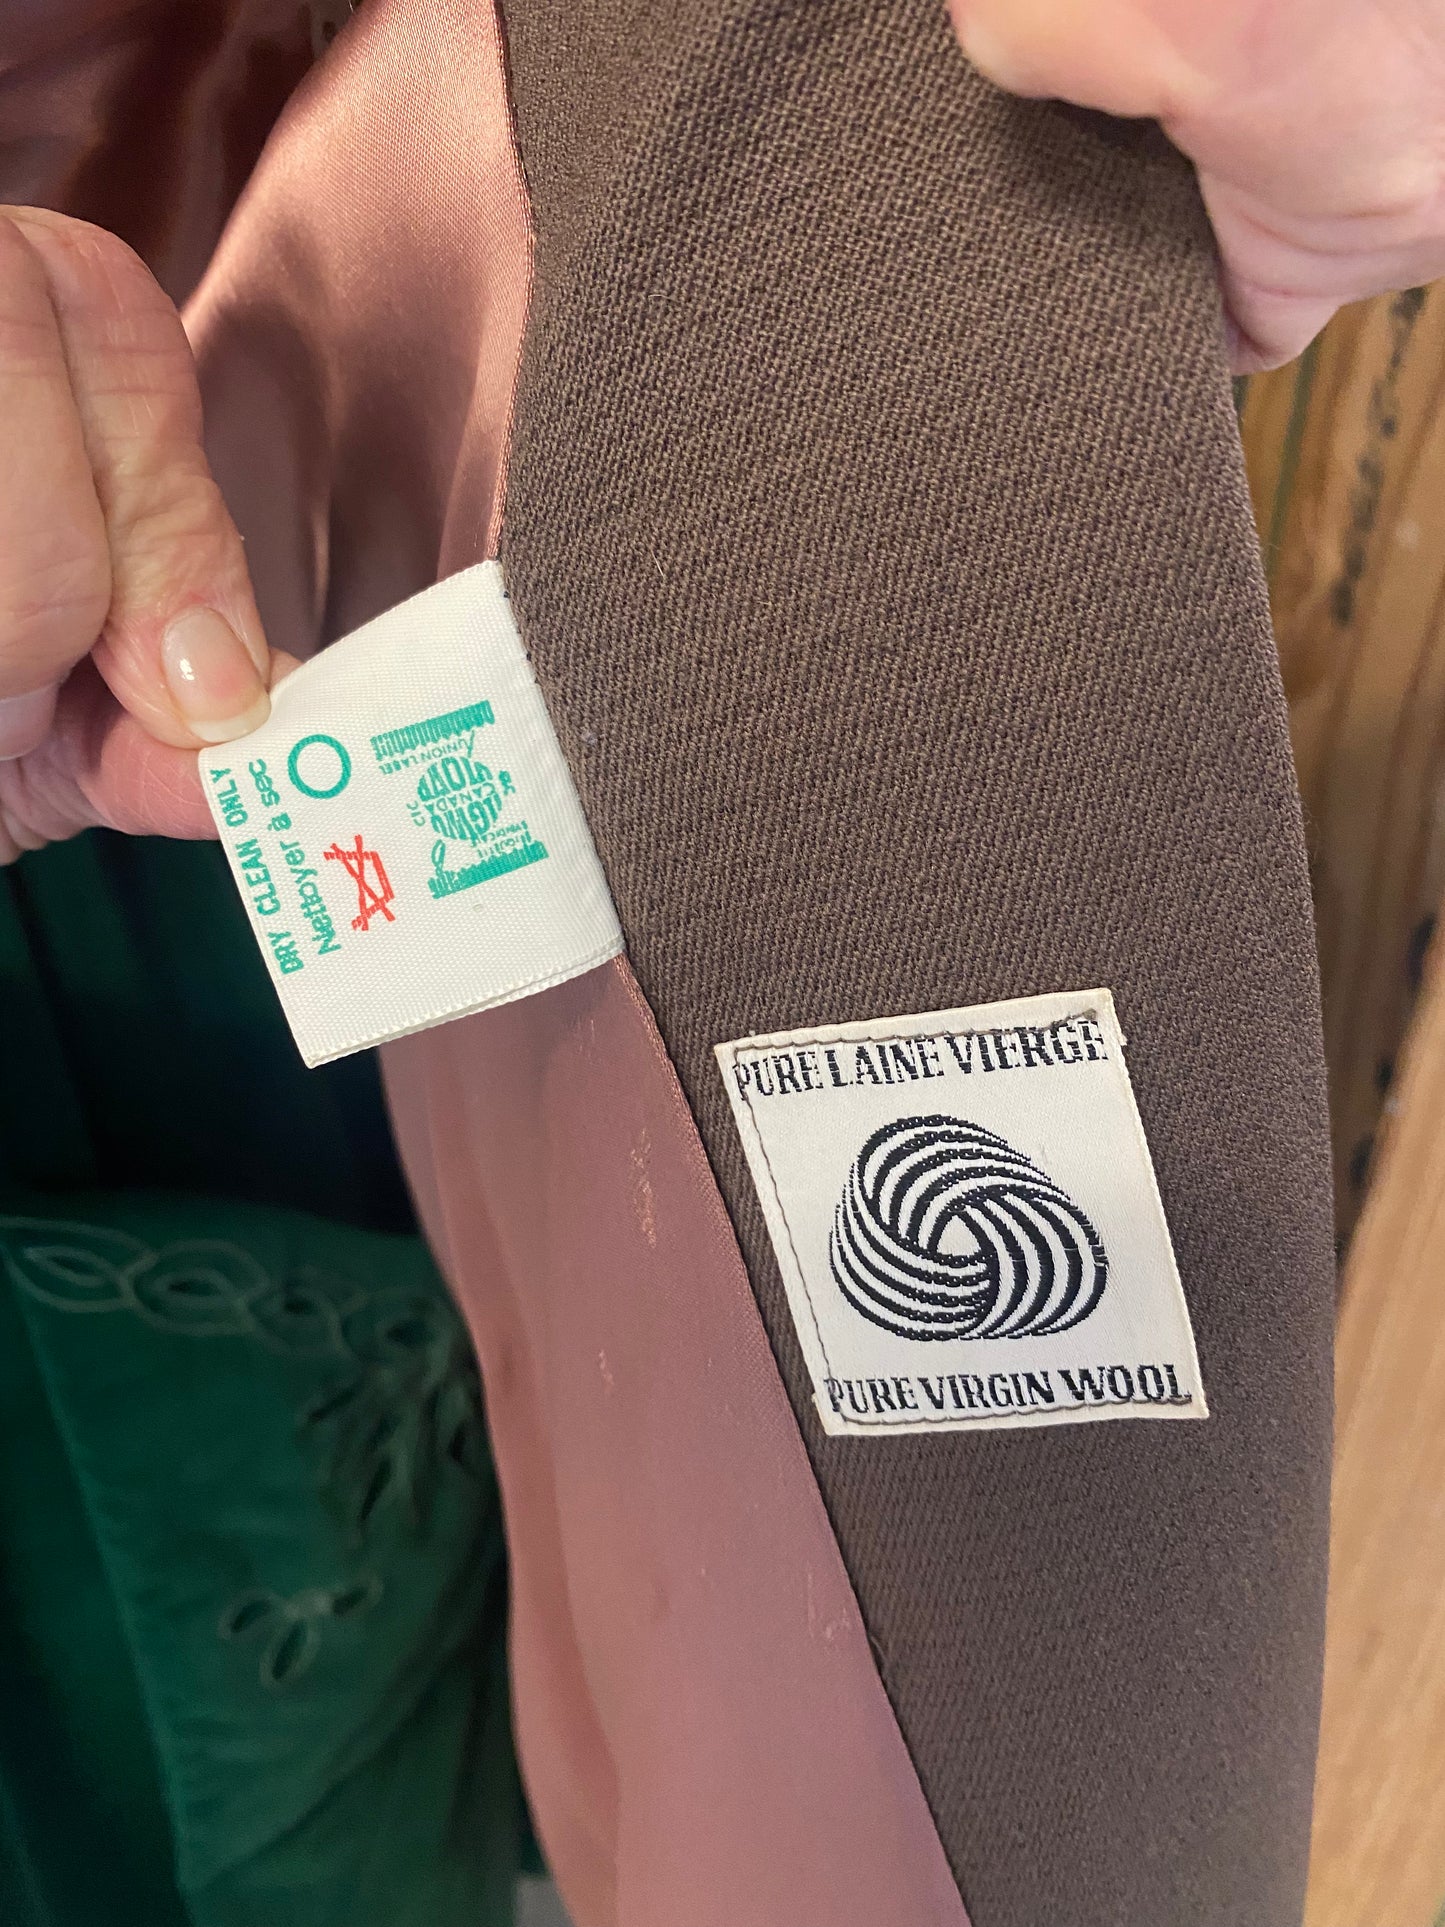 DRY CLEAN ONLY
Nettoyer à sec
UNION LABEL
CANADA
PURE LAINE VIERGE
PURE VIRGIN WOOL